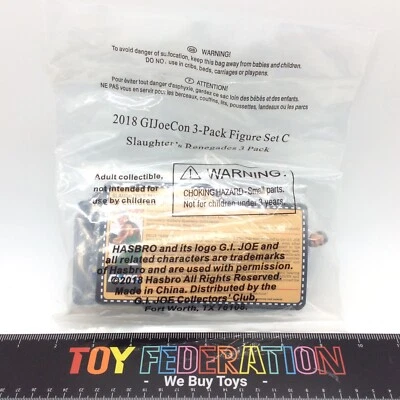 GB WARNING!
To avoid danger of suffocation, keep this bag away from babies and children.
Do not use in cribs, beds, carriages or playpens.
Pour éviter tout danger d'asphyxie, gardez ce sac loin des bébés et des enfants.
NE PAS vous en servir pour les berceaux, couffins, lits, poussettes, landaux ou les parcs
2018 GIJoeCon 3-Pack Figure Set C
Slaughter's Renegades 3 Pack
Adult collectible,
not intended for
use by children
WARNING:
CHOKING HAZARD - Small parts.
Not for children under 3 years.
HASBRO and its logo G.I. JOE and
all related characters are trademarks
of Hasbro and are used with permission.
©2018 Hasbro All Rights Reserved.
Made in China. Distributed by the
G.I. JOE Collectors' Club,
Fort Worth, TX 76108.
TOY FEDERATION
- We Buy Toys -